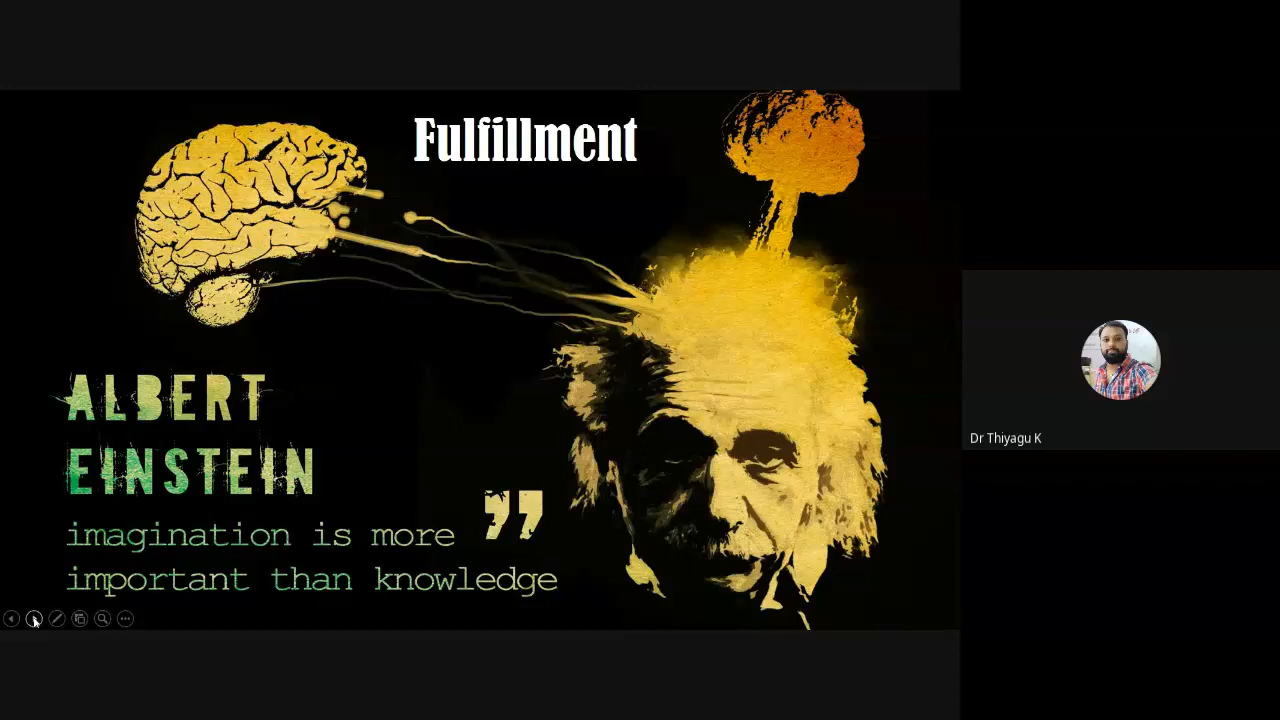 Fulfillment
ALBERT
EINSTEIN
imagination is more ”
important than knowledge
Dr Thiyagu K